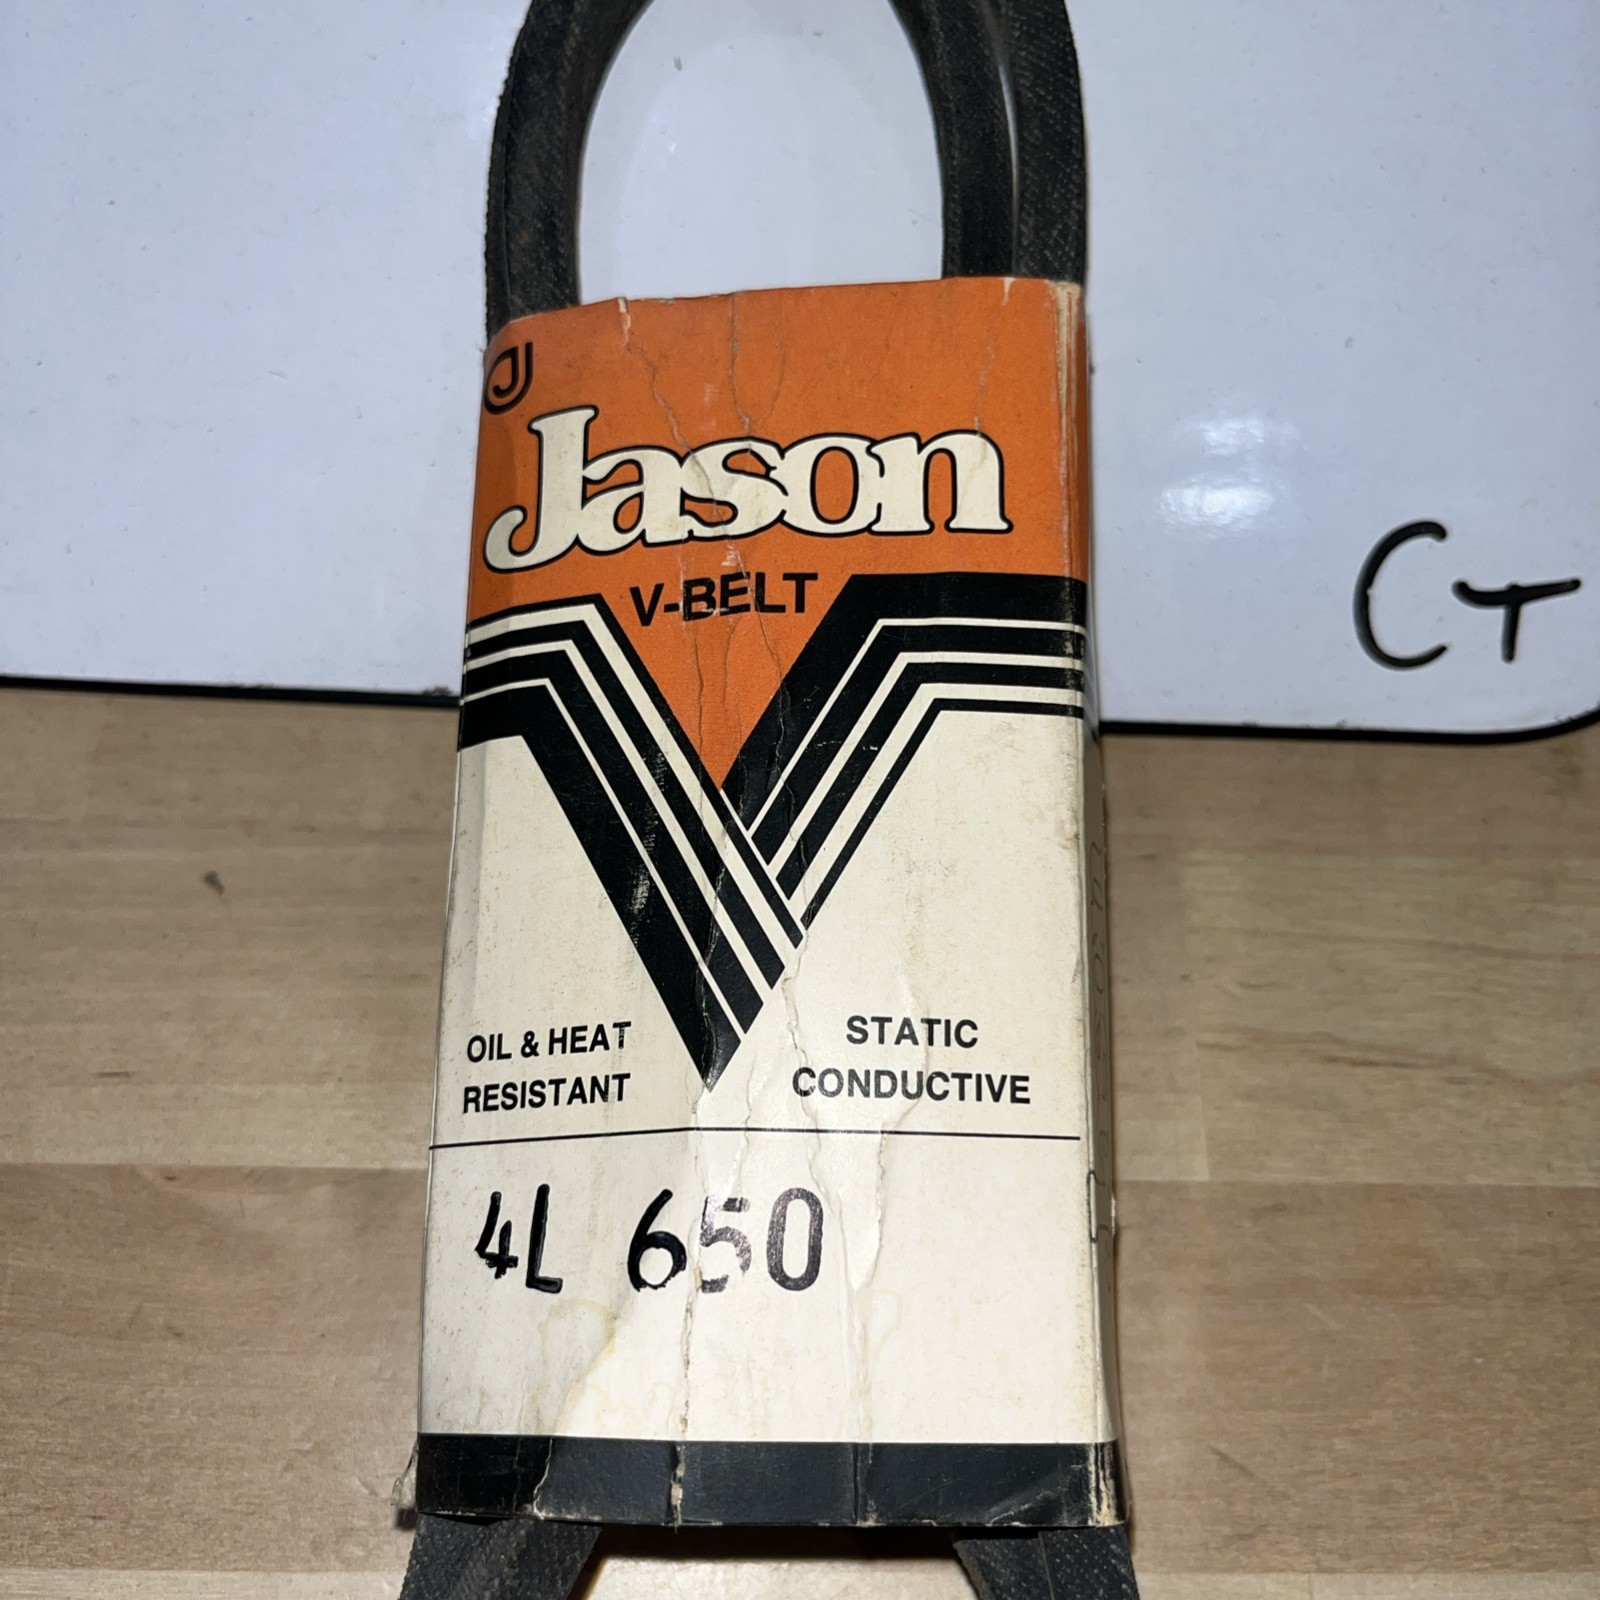 Jason
V-BELT
CT
OIL & HEAT
RESISTANT
STATIC
CONDUCTIVE
4L 650